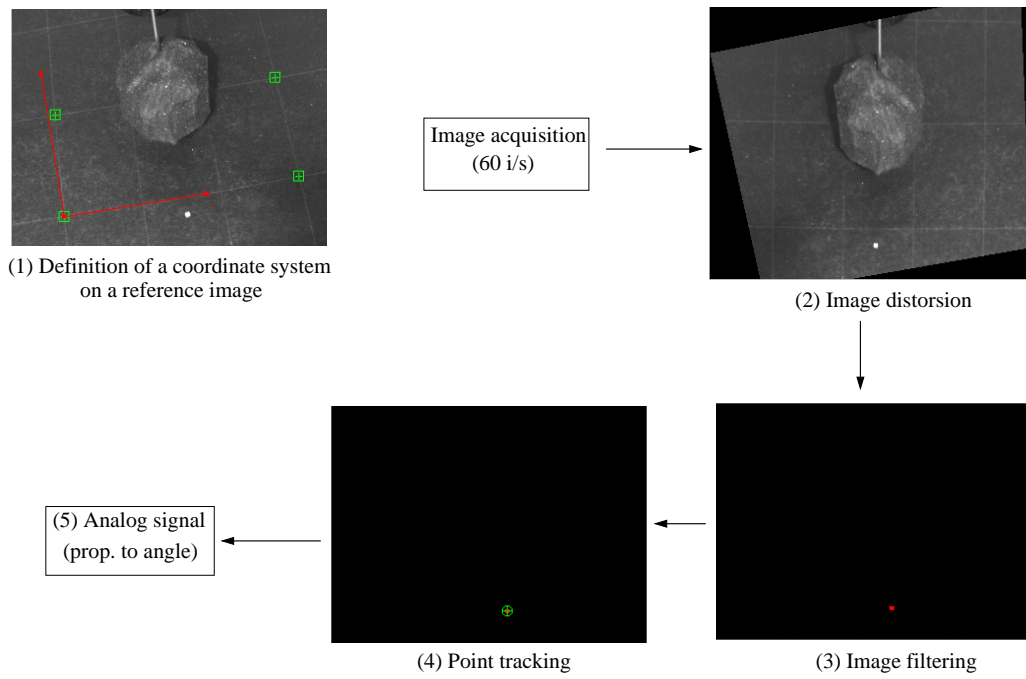 (1) Definition of a coordinate system
on a reference image
Image acquisition
(60 i/s)
(2) Image distorsion
(3) Image filtering
(4) Point tracking
(5) Analog signal
(prop. to angle)